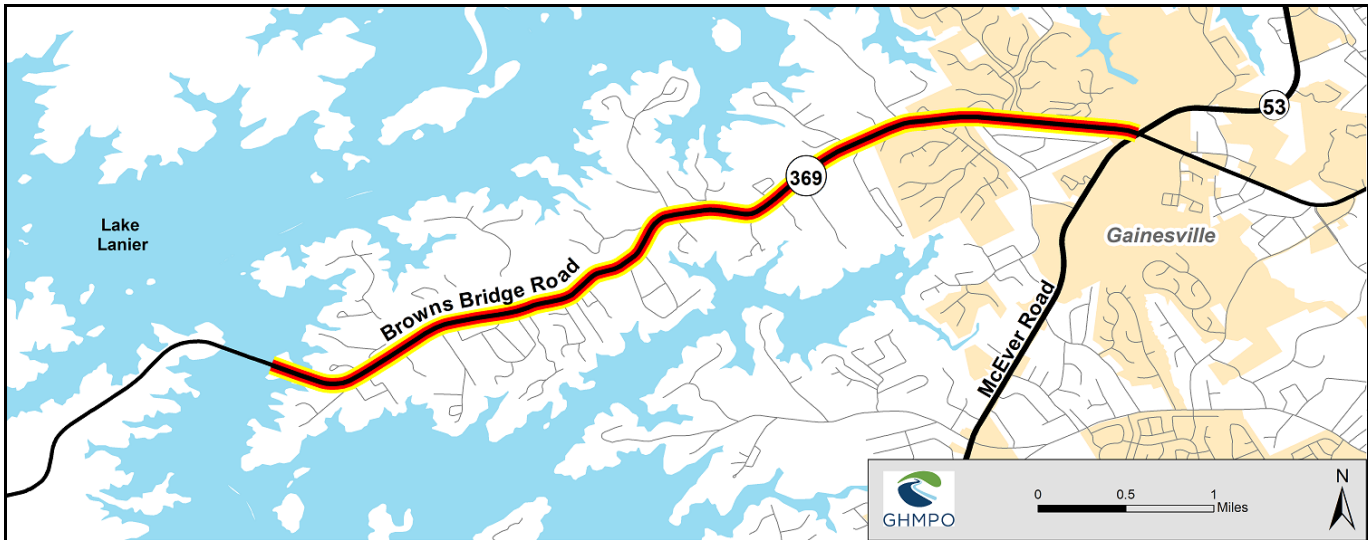 53
369
Lake
Lanier
Gainesville
Browns Bridge Road
McEver Road
GHMPO
0 0.5 1
Miles
N